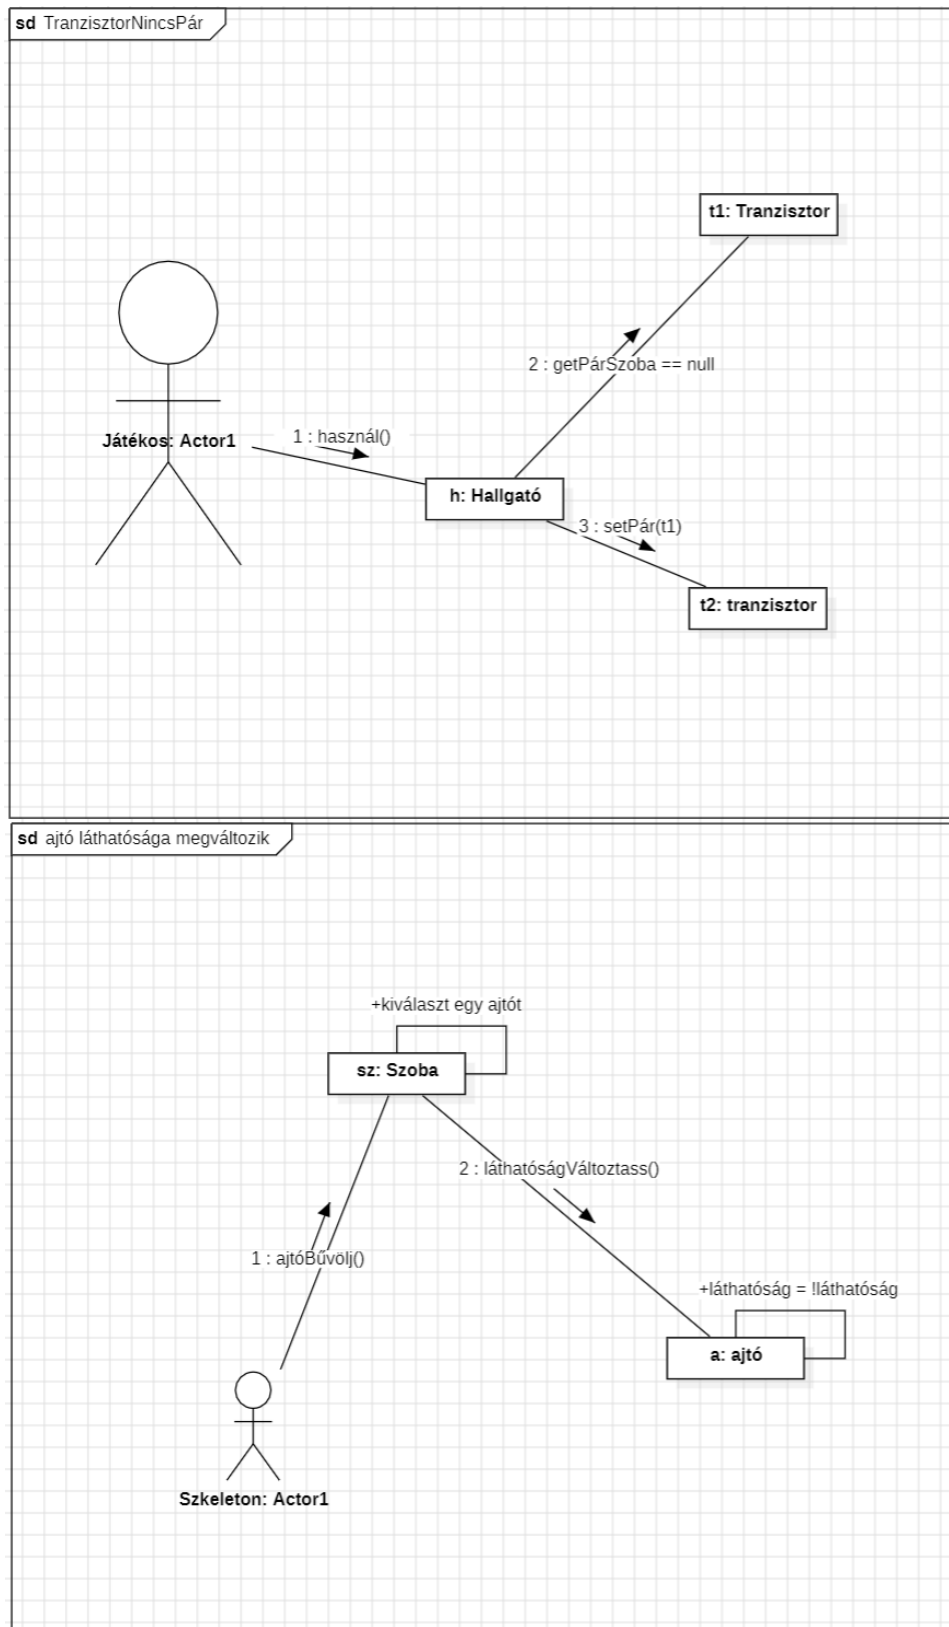 sd TranzisztorNincsPár
t1: Tranzisztor
2 : getPárSzoba == null
Játékos: Actor1
1 : használ()
h: Hallgató
3 : setPár(t1)
t2: tranzisztor
sd ajtó láthatósága megváltozik
+kiválaszt egy ajtót
sz: Szoba
2 : láthatóságVáltoztass()
1 : ajtóBűvölj()
+láthatóság = !láthatóság
a: ajtó
Szkeleton: Actor1